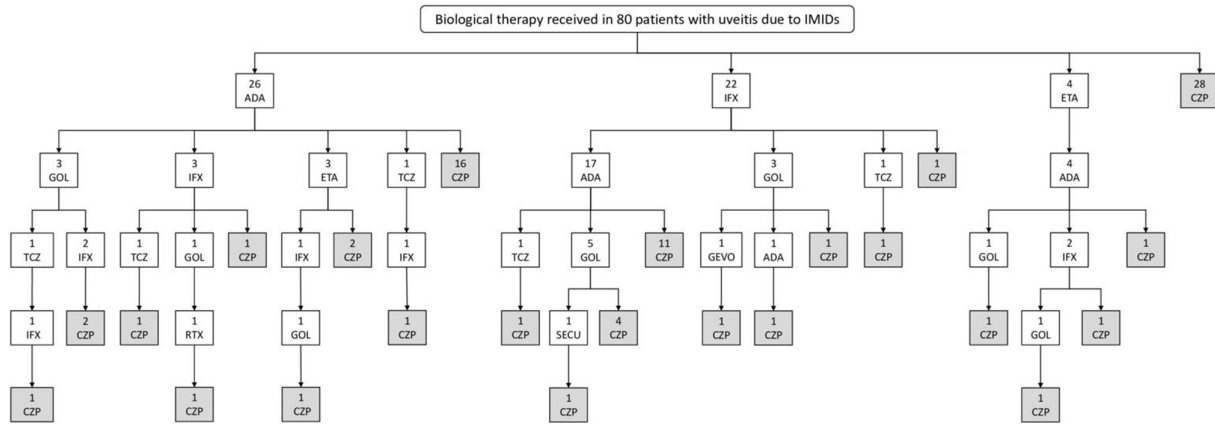 Biological therapy received in 80 patients with uveitis due to IMIDs
26
ADA
22
IFX
4
ETA
28
CZP
3
GOL
3
IFX
3
ETA
1
TCZ
16
CZP
17
ADA
3
GOL
1
TCZ
1
CZP
4
ADA
1
TCZ
2
IFX
1
TCZ
1
GOL
1
CZP
1
IFX
2
CZP
1
IFX
1
TCZ
5
GOL
11
CZP
1
GEVO
1
ADA
1
CZP
1
CZP
1
GOL
2
IFX
1
CZP
1
IFX
2
CZP
1
CZP
1
RTX
1
GOL
1
CZP
1
CZP
1
SECU
4
CZP
1
CZP
1
CZP
1
CZP
1
GOL
1
CZP
1
CZP
1
CZP
1
CZP
1
CZP
1
CZP